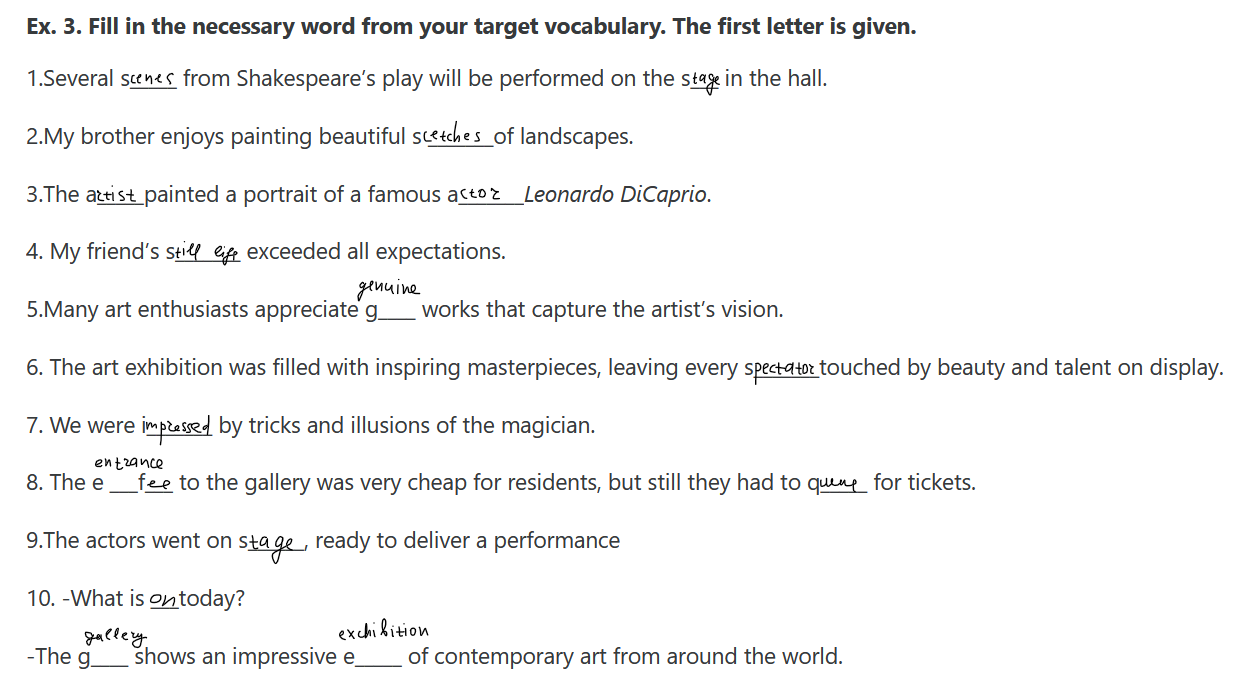 Ex. 3. Fill in the necessary word from your target vocabulary. The first letter is given.
1.Several scenes from Shakespeare's play will be performed on the stage in the hall.
2.My brother enjoys painting beautiful scetches of landscapes.
3.The artist painted a portrait of a famous actor Leonardo DiCaprio.
4. My friend's still life exceeded all expectations.
genuine
5.Many art enthusiasts appreciate g___ works that capture the artist's vision.
6. The art exhibition was filled with inspiring masterpieces, leaving every spectator touched by beauty and talent on display.
7. We were impressed by tricks and illusions of the magician.
entrance
8. The e __fee to the gallery was very cheap for residents, but still they had to queue for tickets.
9.The actors went on stage, ready to deliver a performance
10. -What is on today?
gallery exchibition
-The g___ shows an impressive e____ of contemporary art from around the world.